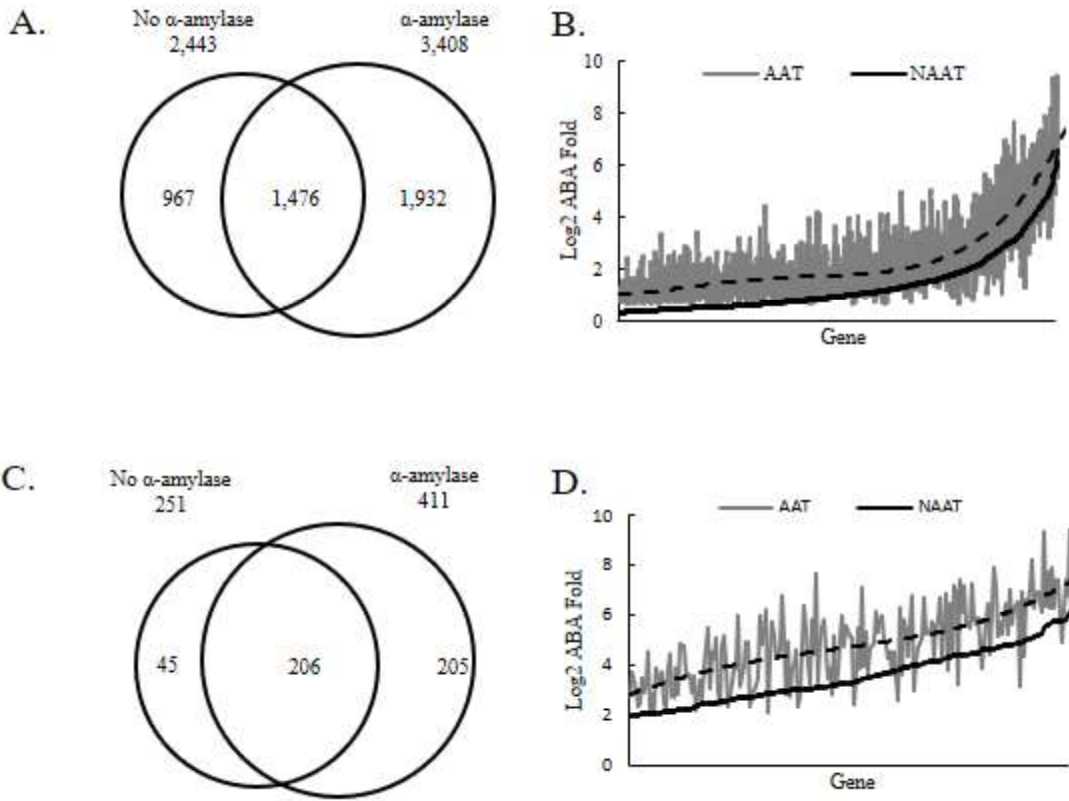 A.
No α-amylase
2,443
α-amylase
3,408
967
1,476
1,932
B.
AAT
NAAT
10
8
6
4
2
0
Log2 ABA Fold
Gene
C.
No α-amylase
251
α-amylase
411
45
206
205
D.
AAT
NAAT
10
8
6
4
2
0
Log2 ABA Fold
Gene